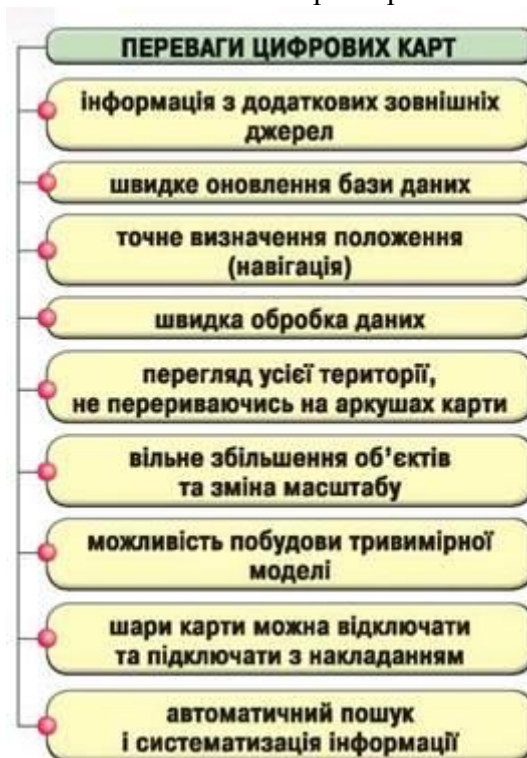 ПЕРЕВАГИ ЦИФРОВИХ КАРТ
інформація з додаткових зовнішніх
джерел
швидке оновлення бази даних
точне визначення положення
(навігація)
швидка обробка даних
перегляд усієї території,
не перериваючись на аркушах карти
вільне збільшення об’єктів
та зміна масштабу
можливість побудови тривимірної
моделі
шари карти можна відключати
та підключати з накладанням
автоматичний пошук
і систематизація інформації